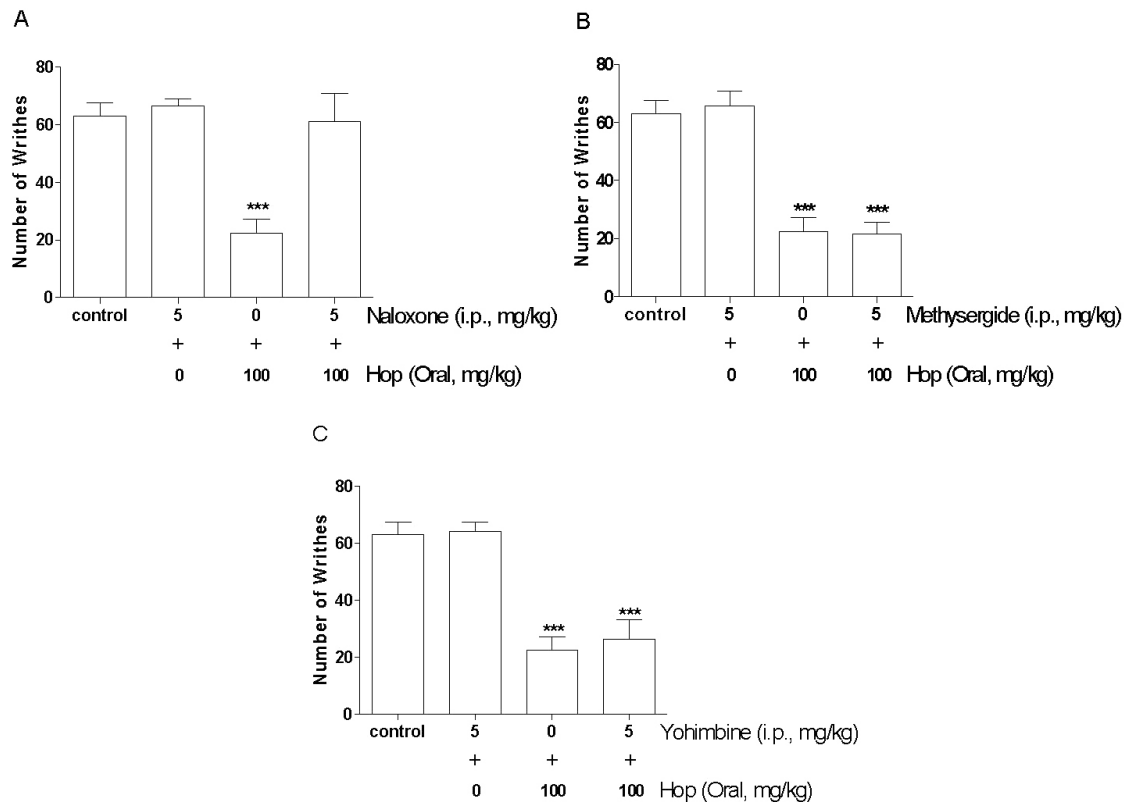 A
Number of Writhes
80
60
40
20
0
***
control 5 0 5 Naloxone (i.p., mg/kg)
+ + +
0 100 100 Hop (Oral, mg/kg)
B
Number of Writhes
80
60
40
20
0
*** ***
control 5 0 5 Methysergide (i.p., mg/kg)
+ + +
0 100 100 Hop (Oral, mg/kg)
C
Number of Writhes
80
60
40
20
0
*** ***
control 5 0 5 Yohimbine (i.p., mg/kg)
+ + +
0 100 100 Hop (Oral, mg/kg)